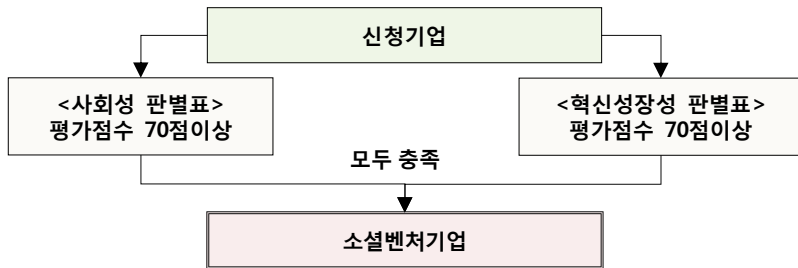 신청기업
<사회성 판별표>
평가점수 70점이상
<혁신성장성 판별표>
평가점수 70점이상
모두 충족
소셜벤처기업